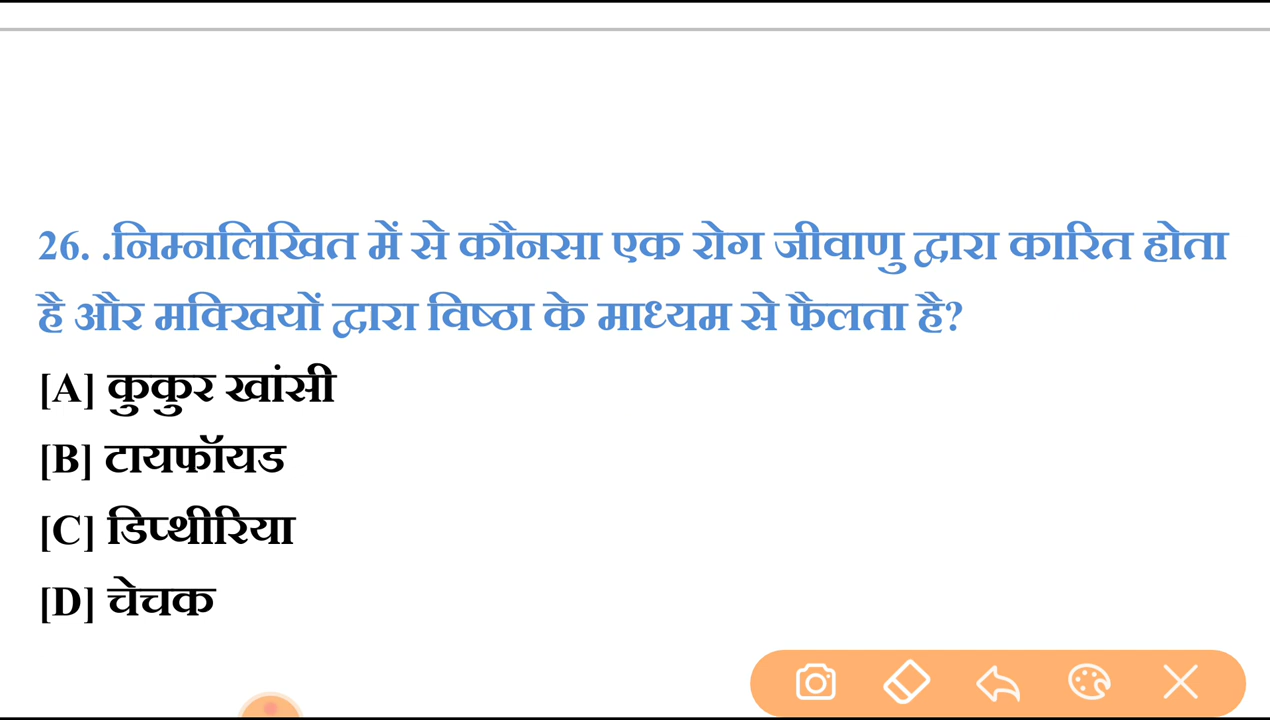 26. .निम्नलिखित में से कौनसा एक रोग जीवाणु द्वारा कारित होता
है और मक्खियों द्वारा विष्ठा के माध्यम से फैलता है?
[A] कुकुर खांसी
[B] टायफॉयड
[C] डिप्थीरिया
[D] चेचक